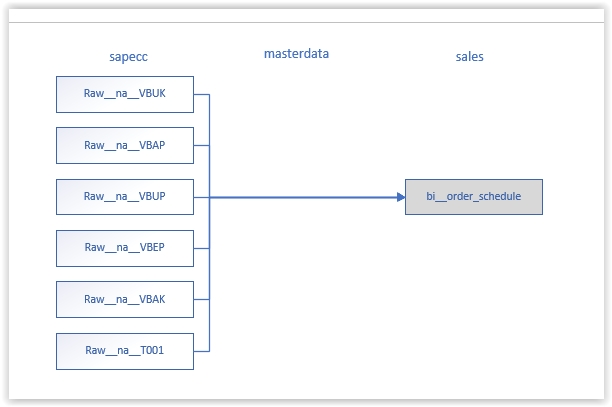 sapecc
masterdata
sales
Raw__na__VBUK
Raw__na__VBAP
Raw__na__VBUP
bi__order_schedule
Raw__na__VBEP
Raw__na__VBAK
Raw__na__T001